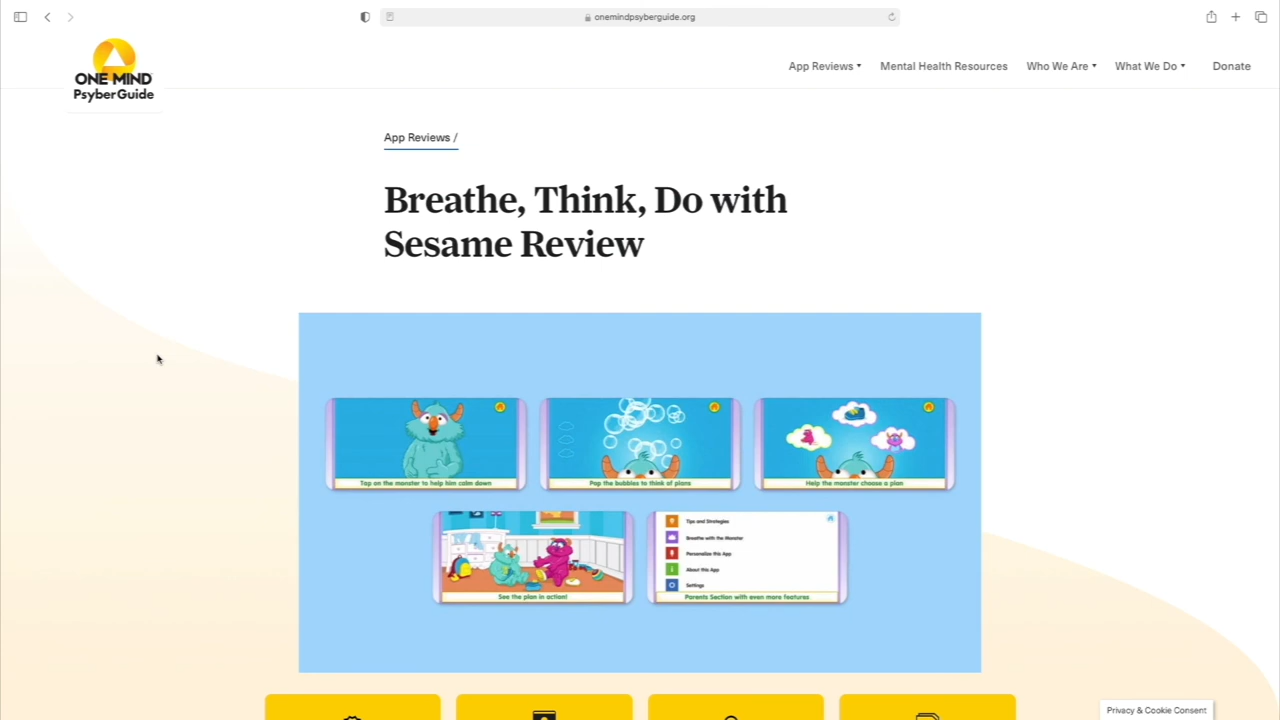 onemindpsyberguide.org
ONE MIND
PsyberGuide
App Reviews
Mental Health Resources
Who We Are
What We Do
Donate
App Reviews /
Breathe, Think, Do with
Sesame Review
Tap on the monster to help him calm down
Pop the bubbles to think of plans
Help the monster choose a plan
See the plan in action!
Tips and Strategies
Breathe with the Monster
Personalize this App
About this App
Settings
Parents Section with even more features
Privacy & Cookie Consent